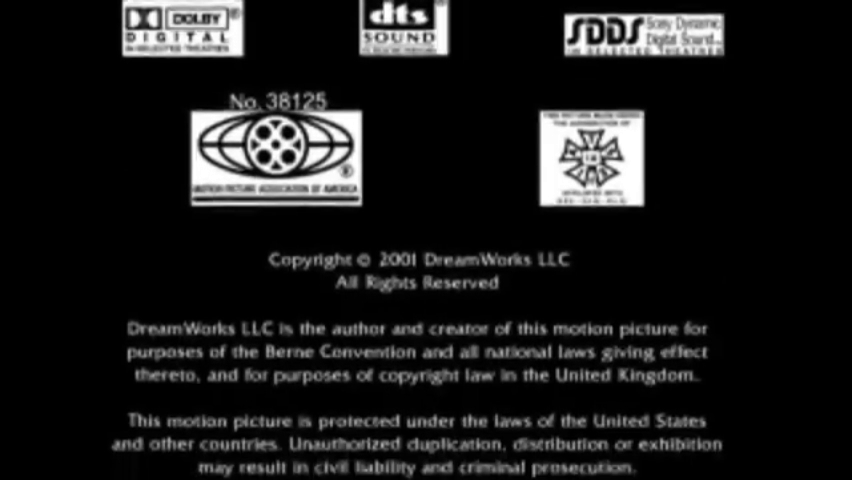 DOLBY ®
DIGITAL
IN SELECTED THEATRES
dts ®
SOUND
SDDS Sony Dynamic
Digital Sound
IN SELECTED THEATRES
No. 38125
®
MOTION PICTURE ASSOCIATION OF AMERICA
Copyright © 2001 DreamWorks LLC
All Rights Reserved
DreamWorks LLC is the author and creator of this motion picture for
purposes of the Berne Convention and all national laws giving effect
thereto, and for purposes of copyright law in the United Kingdom.
This motion picture is protected under the laws of the United States
and other countries. Unauthorized duplication, distribution or exhibition
may result in civil liability and criminal prosecution.